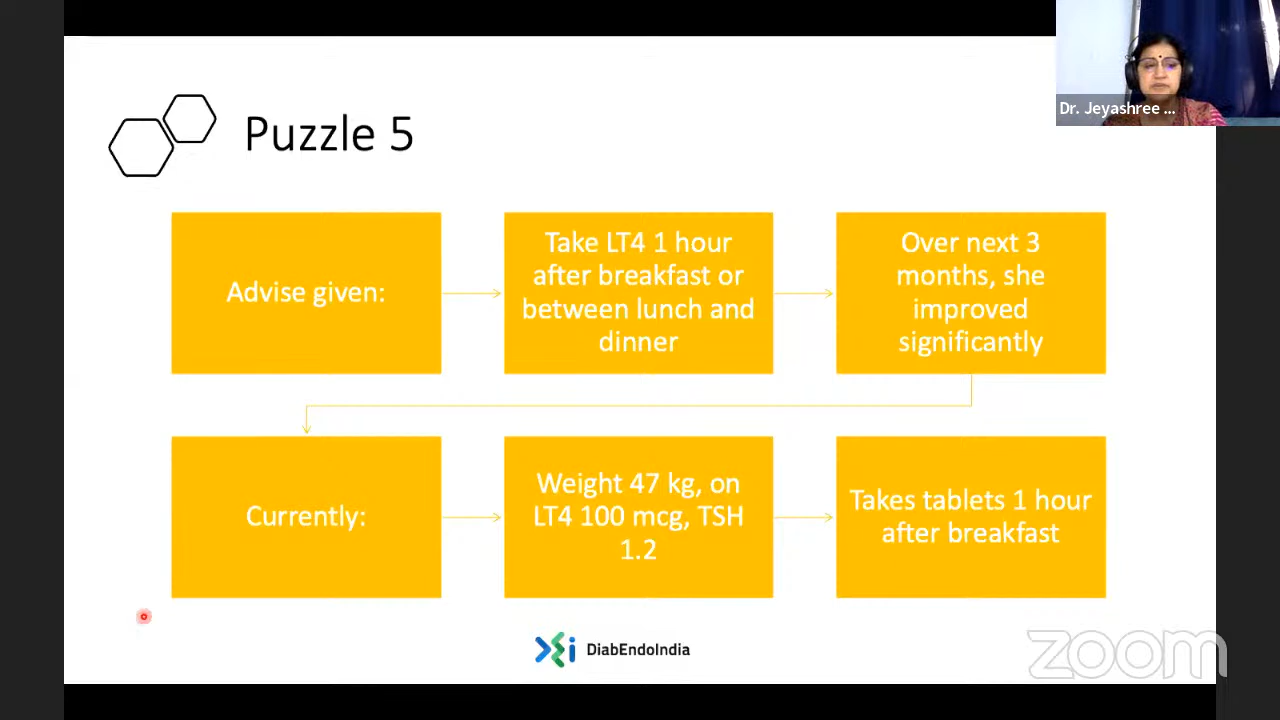 Dr. Jeyashree ...
Puzzle 5
Advise given:
Take LT4 1 hour
after breakfast or
between lunch and
dinner
Over next 3
months, she
improved
significantly
Currently:
Weight 47 kg, on
LT4 100 mcg, TSH
1.2
Takes tablets 1 hour
after breakfast
DiabEndoIndia
zoom